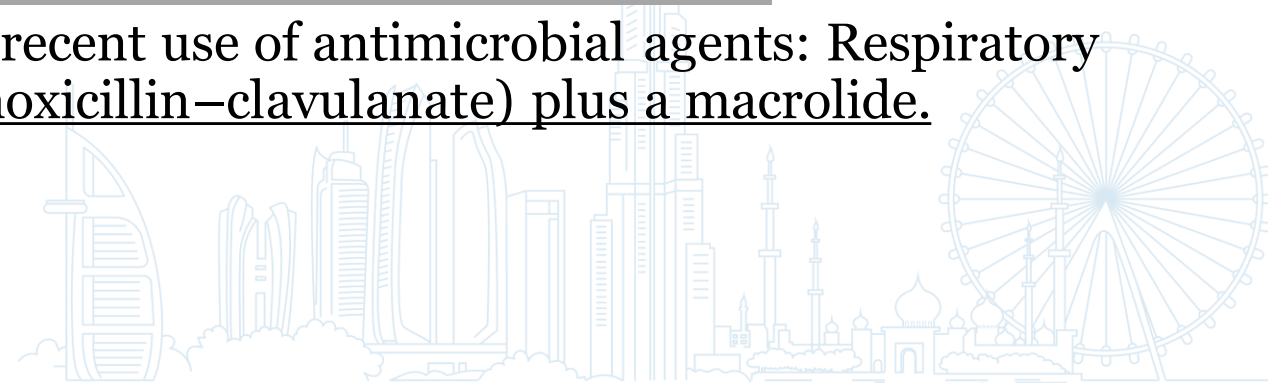 recent use of antimicrobial agents: Respiratory
oxicillin–clavulanate) plus a macrolide.